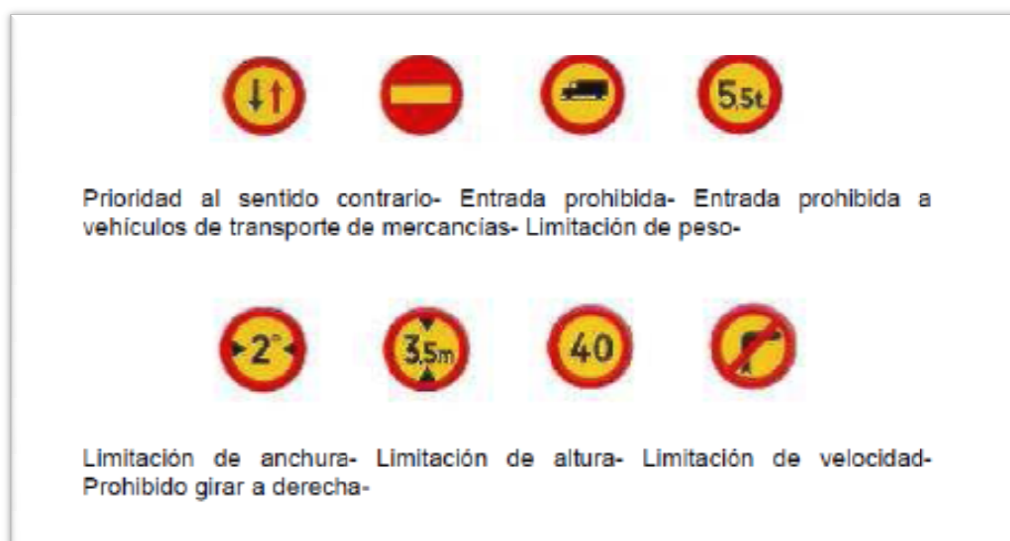 5,5t.
Prioridad al sentido contrario- Entrada prohibida- Entrada prohibida a
vehículos de transporte de mercancías- Limitación de peso-
2m
3,5m
40
Limitación de anchura- Limitación de altura- Limitación de velocidad-
Prohibido girar a derecha-